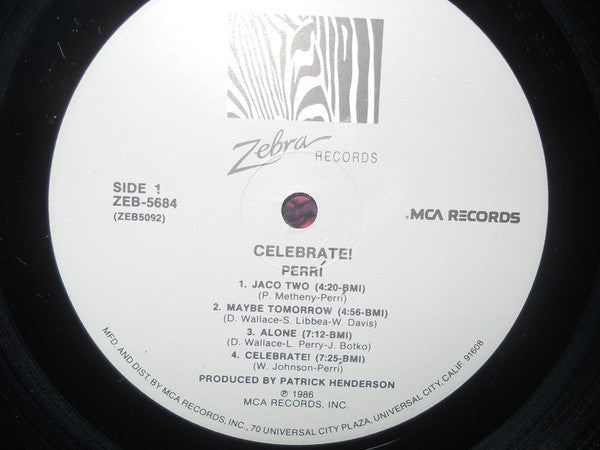 Zebra RECORDS
SIDE 1
ZEB-5684
(ZEB5092)
MCA RECORDS
CELEBRATE!
PERRÍ
1. JACO TWO (4:20-BMI)
(P. Metheny-Perrí)
2. MAYBE TOMORROW (4:56-BMI)
(D. Wallace-S. Libbea-W. Davis)
3. ALONE (7:12-BMI)
(D. Wallace-L. Perry-J. Botko)
4. CELEBRATE! (7:25-BMI)
(W. Johnson-Perrí)
PRODUCED BY PATRICK HENDERSON
℗ 1986
MCA RECORDS, INC.
MFD. AND DIST. BY MCA RECORDS, INC., 70 UNIVERSAL CITY PLAZA, UNIVERSAL CITY, CALIF. 91608